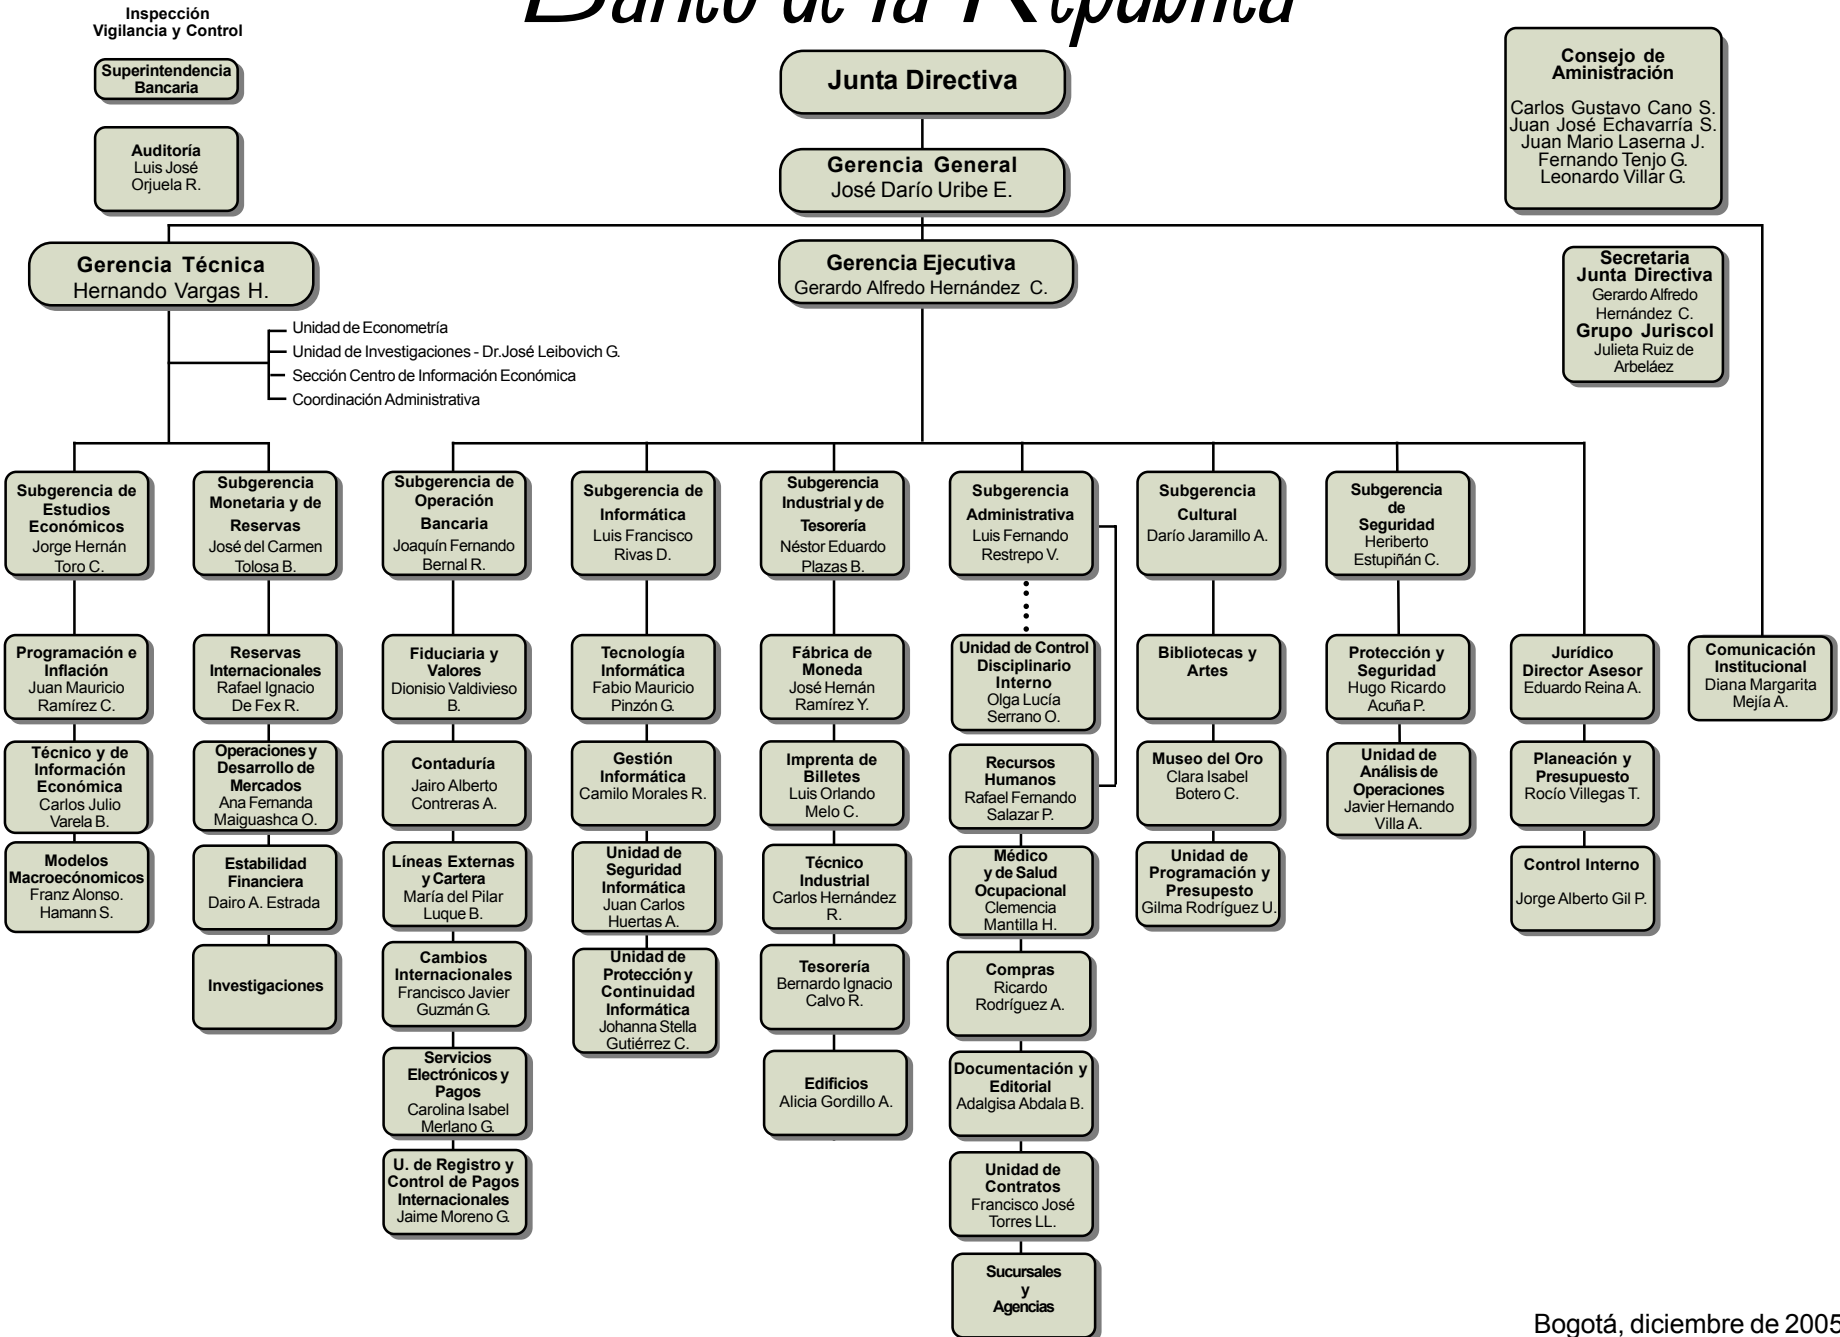 Banco de la República
Inspección
Vigilancia y Control
Superintendencia
Bancaria
Auditoría
Luis José
Orjuela R.
Junta Directiva
Gerencia General
José Darío Uribe E.
Consejo de
Aministración
Carlos Gustavo Cano S.
Juan José Echavarría S.
Juan Mario Laserna J.
Fernando Tenjo G.
Leonardo Villar G.
Gerencia Técnica
Hernando Vargas H.
Gerencia Ejecutiva
Gerardo Alfredo Hernández C.
Secretaria
Junta Directiva
Gerardo Alfredo
Hernández C.
Grupo Juriscol
Julieta Ruiz de
Arbeláez
Unidad de Econometría
Unidad de Investigaciones - Dr.José Leibovich G.
Sección Centro de Información Económica
Coordinación Administrativa
Subgerencia de
Estudios
Económicos
Jorge Hernán
Toro C.
Subgerencia
Monetaria y de
Reservas
José del Carmen
Tolosa B.
Subgerencia de
Operación
Bancaria
Joaquín Fernando
Bernal R.
Subgerencia de
Informática
Luis Francisco
Rivas D.
Subgerencia
Industrial y de
Tesorería
Néstor Eduardo
Plazas B.
Subgerencia
Administrativa
Luis Fernando
Restrepo V.
Subgerencia
Cultural
Darío Jaramillo A.
Subgerencia
de
Seguridad
Heriberto
Estupiñán C.
Programación e
Inflación
Juan Mauricio
Ramírez C.
Reservas
Internacionales
Rafael Ignacio
De Fex R.
Fiduciaria y
Valores
Dionisio Valdivieso
B.
Tecnología
Informática
Fabio Mauricio
Pinzón G.
Fábrica de
Moneda
José Hernán
Ramírez Y.
Unidad de Control
Disciplinario
Interno
Olga Lucía
Serrano O.
Bibliotecas y
Artes
Protección y
Seguridad
Hugo Ricardo
Acuña P.
Jurídico
Director Asesor
Eduardo Reina A.
Comunicación
Institucional
Diana Margarita
Mejía A.
Técnico y de
Información
Económica
Carlos Julio
Varela B.
Operaciones y
Desarrollo de
Mercados
Ana Fernanda
Maiguashca O.
Contaduría
Jairo Alberto
Contreras A.
Gestión
Informática
Camilo Morales R.
Imprenta de
Billetes
Luis Orlando
Melo C.
Recursos
Humanos
Rafael Fernando
Salazar P.
Museo del Oro
Clara Isabel
Botero C.
Unidad de
Análisis de
Operaciones
Javier Hernando
Villa A.
Planeación y
Presupuesto
Rocío Villegas T.
Modelos
Macroecónomicos
Franz Alonso.
Hamann S.
Estabilidad
Financiera
Dairo A. Estrada
Líneas Externas
y Cartera
María del Pilar
Luque B.
Unidad de
Seguridad
Informática
Juan Carlos
Huertas A.
Técnico
Industrial
Carlos Hernández
R.
Médico
y de Salud
Ocupacional
Clemencia
Mantilla H.
Unidad de
Programación y
Presupesto
Gilma Rodríguez U.
Control Interno
Jorge Alberto Gil P.
Investigaciones
Cambios
Internacionales
Francisco Javier
Guzmán G.
Unidad de
Protección y
Continuidad
Informática
Johanna Stella
Gutiérrez C.
Tesorería
Bernardo Ignacio
Calvo R.
Compras
Ricardo
Rodríguez A.
Servicios
Electrónicos y
Pagos
Carolina Isabel
Merlano G.
Edificios
Alicia Gordillo A.
Documentación y
Editorial
Adalgisa Abdala B.
U. de Registro y
Control de Pagos
Internacionales
Jaime Moreno G.
Unidad de
Contratos
Francisco José
Torres LL.
Sucursales
y
Agencias
Bogotá, diciembre de 2005